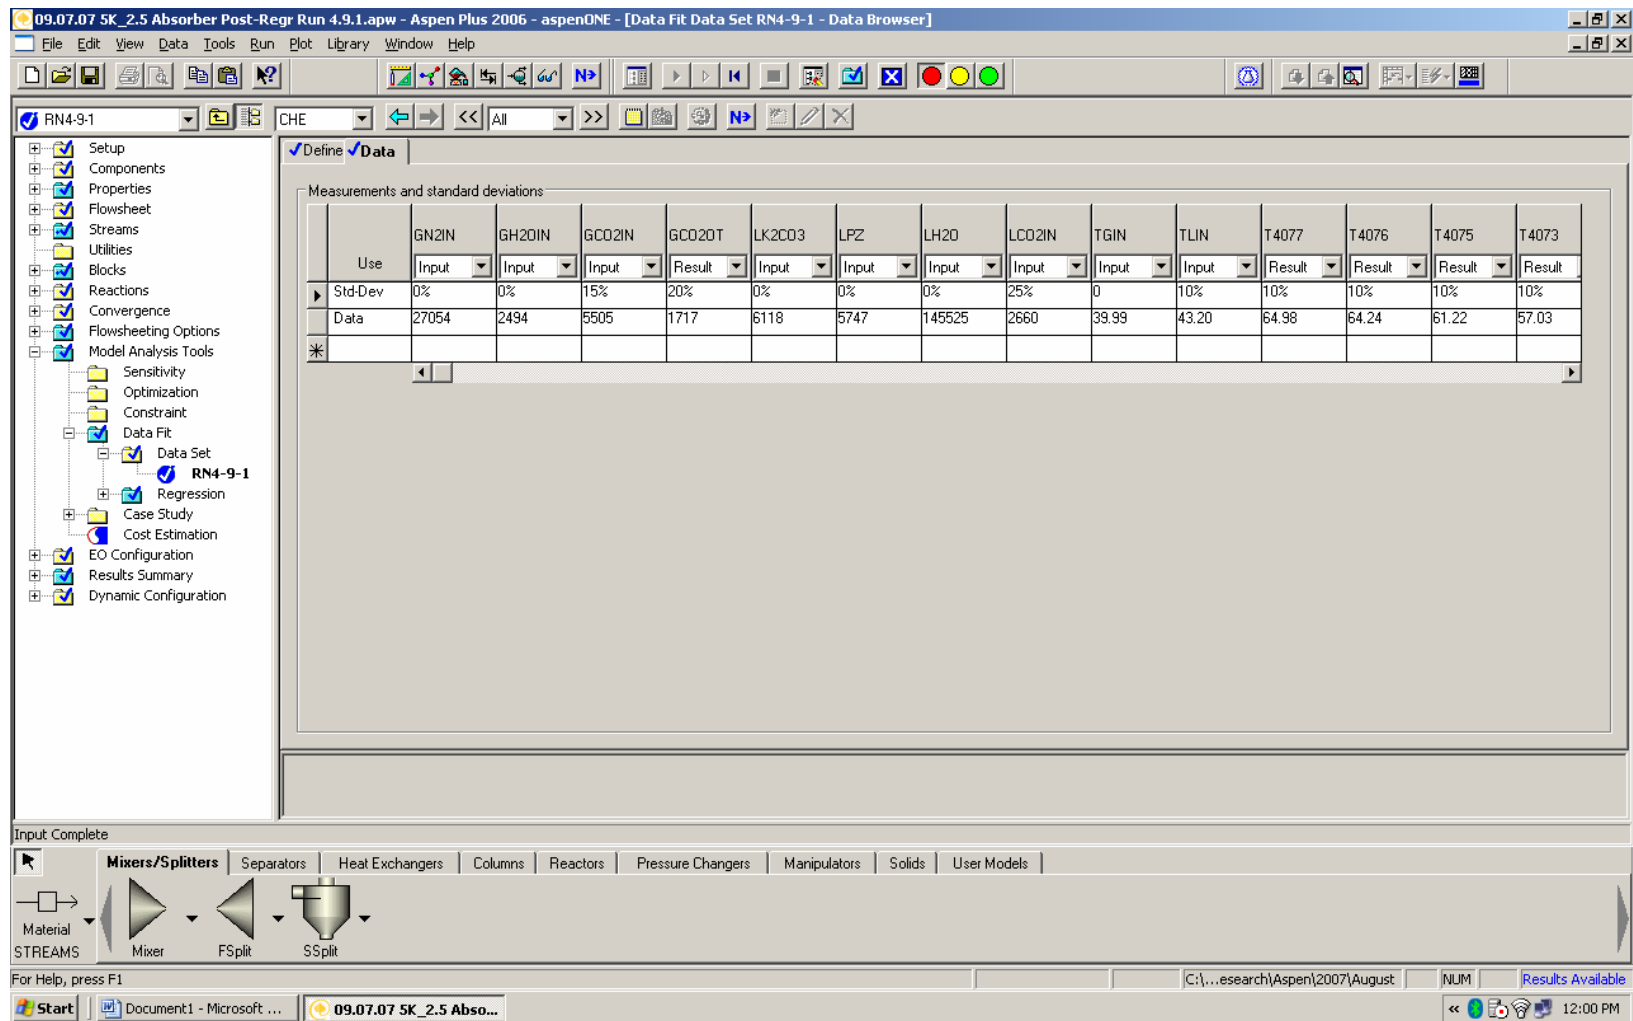 09.07.07 5K_2.5 Absorber Post-Regr Run 4.9.1.apw - Aspen Plus 2006 - aspenONE - [Data Fit Data Set RN4-9-1 - Data Browser]
File Edit View Data Tools Run Plot Library Window Help
RN4-9-1 CHE All
Setup
Components
Properties
Flowsheet
Streams
Utilities
Blocks
Reactions
Convergence
Flowsheeting Options
Model Analysis Tools
Sensitivity
Optimization
Constraint
Data Fit
Data Set
RN4-9-1
Regression
Case Study
Cost Estimation
EO Configuration
Results Summary
Dynamic Configuration
Define Data
Measurements and standard deviations
GN2IN GH2OIN GCO2IN GCO2OT LK2CO3 LPZ LH2O LCO2IN TGIN TLIN T4077 T4076 T4075 T4073
Use Input Input Input Result Input Input Input Input Input Input Result Result Result Result
Std-Dev 0% 0% 15% 20% 0% 0% 0% 25% 0 10% 10% 10% 10% 10%
Data 27054 2494 5505 1717 6118 5747 145525 2660 39.99 43.20 64.98 64.24 61.22 57.03
Input Complete
Mixers/Splitters Separators Heat Exchangers Columns Reactors Pressure Changers Manipulators Solids User Models
Material
STREAMS Mixer FSplit SSplit
For Help, press F1 C:\...esearch\Aspen\2007\August NUM Results Available
Start Document1 - Microsoft ... 09.07.07 5K_2.5 Abso... « 12:00 PM